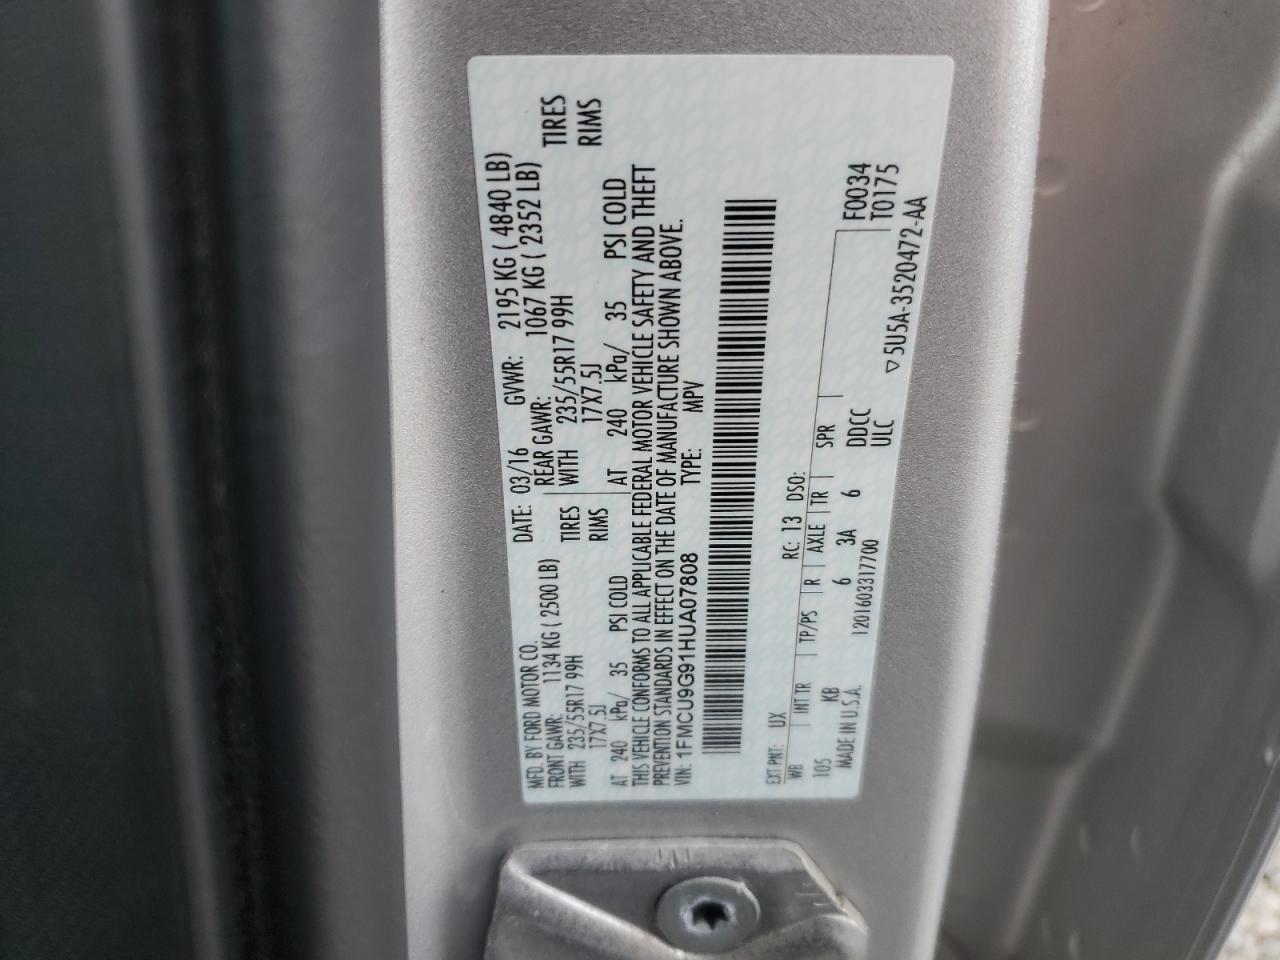 MFD. BY FORD MOTOR CO. DATE: 03/16 GVWR: 2195 KG ( 4840 LB)
FRONT GAWR: 1134 KG ( 2500 LB) REAR GAWR: 1067 KG ( 2352 LB)
WITH 235/55R17 99H TIRES WITH 235/55R17 99H TIRES
17X7.5J RIMS 17X7.5J RIMS
AT 240 kPa/ 35 PSI COLD AT 240 kPa/ 35 PSI COLD
THIS VEHICLE CONFORMS TO ALL APPLICABLE FEDERAL MOTOR VEHICLE SAFETY AND THEFT
PREVENTION STANDARDS IN EFFECT ON THE DATE OF MANUFACTURE SHOWN ABOVE.
VIN: 1FMCU9G91HUA07808 TYPE: MPV
EXT PNT: UX RC: 13 DSO:
WB INT TR TP/PS R AXLE TR SPR F0034
105 KB 6 3A 6 DDCC T0175
MADE IN U.S.A. 1201603317700 ULC
▽5U5A-3520472-AA